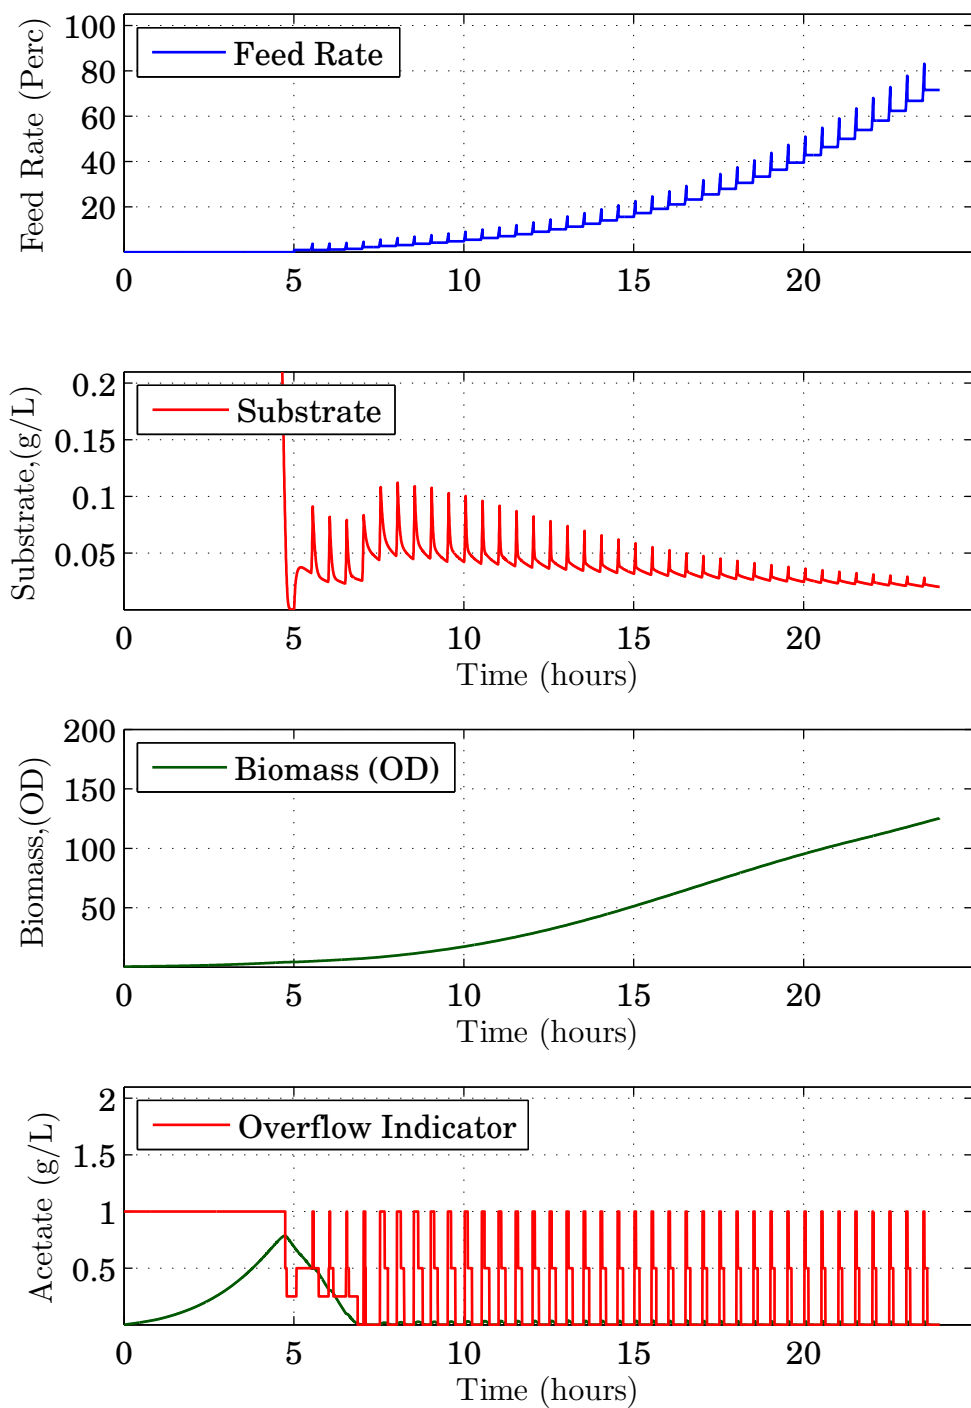 Feed Rate (Perc)
100
80
60
40
20
Feed Rate
0 5 10 15 20
Substrate,(g/L)
0.2
0.15
0.1
0.05
Substrate
0 5 10 15 20
Time (hours)
Biomass,(OD)
200
150
100
50
Biomass (OD)
0 5 10 15 20
Time (hours)
Acetate (g/L)
2
1.5
1
0.5
Overflow Indicator
0 5 10 15 20
Time (hours)